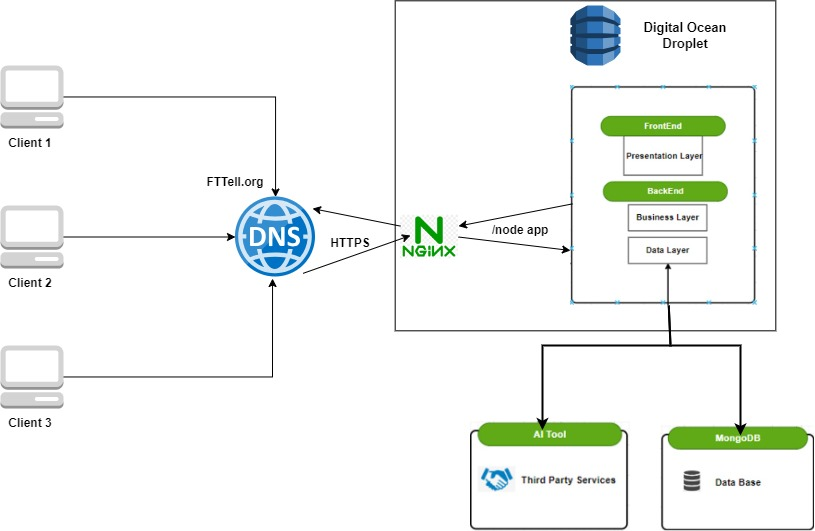 Digital Ocean
Droplet
Client 1
FrontEnd
Presentation Layer
FTTell.org
BackEnd
Business Layer
DNS
N
NGiNX
HTTPS
/node app
Data Layer
Client 2
Client 3
AI Tool
Third Party Services
MongoDB
Data Base